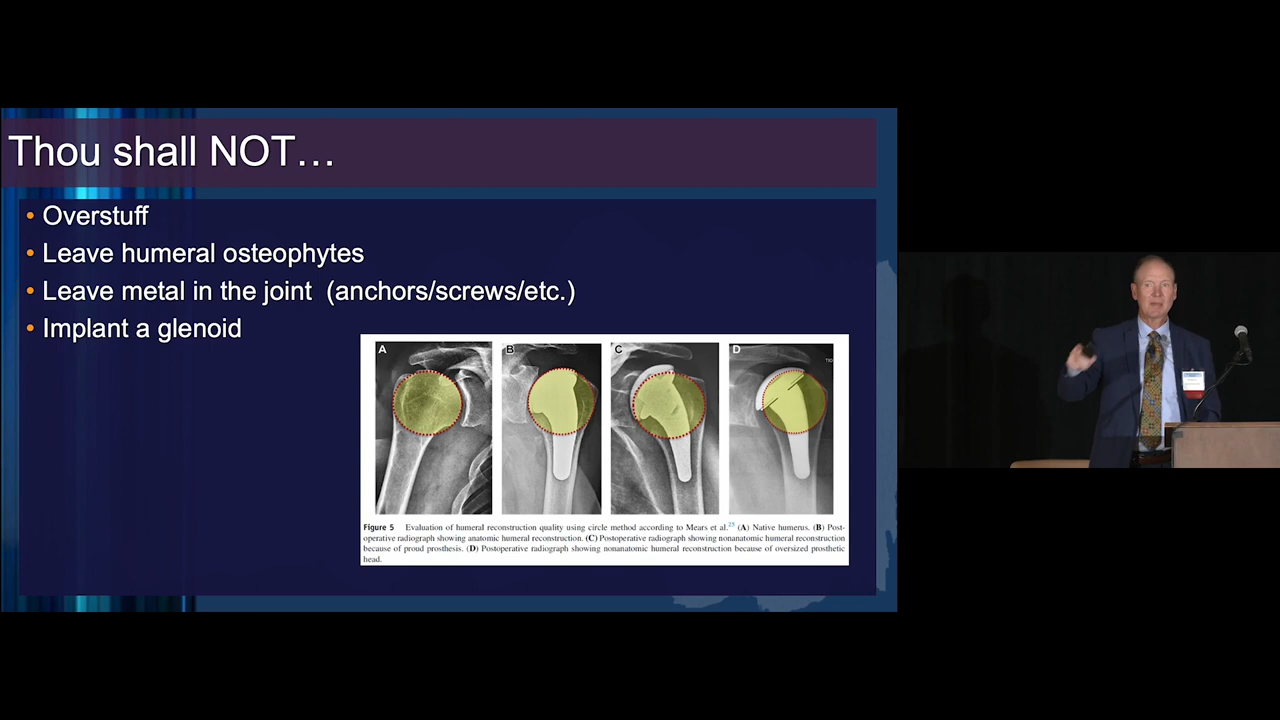 Thou shall NOT…
• Overstuff
• Leave humeral osteophytes
• Leave metal in the joint (anchors/screws/etc.)
• Implant a glenoid
A B C D
Figure 5 Evaluation of humeral reconstruction quality using circle method according to Mears et al.25 (A) Native humerus. (B) Post-
operative radiograph showing anatomic humeral reconstruction. (C) Postoperative radiograph showing nonanatomic humeral reconstruction
because of proud prosthesis. (D) Postoperative radiograph showing nonanatomic humeral reconstruction because of oversized prosthetic
head.